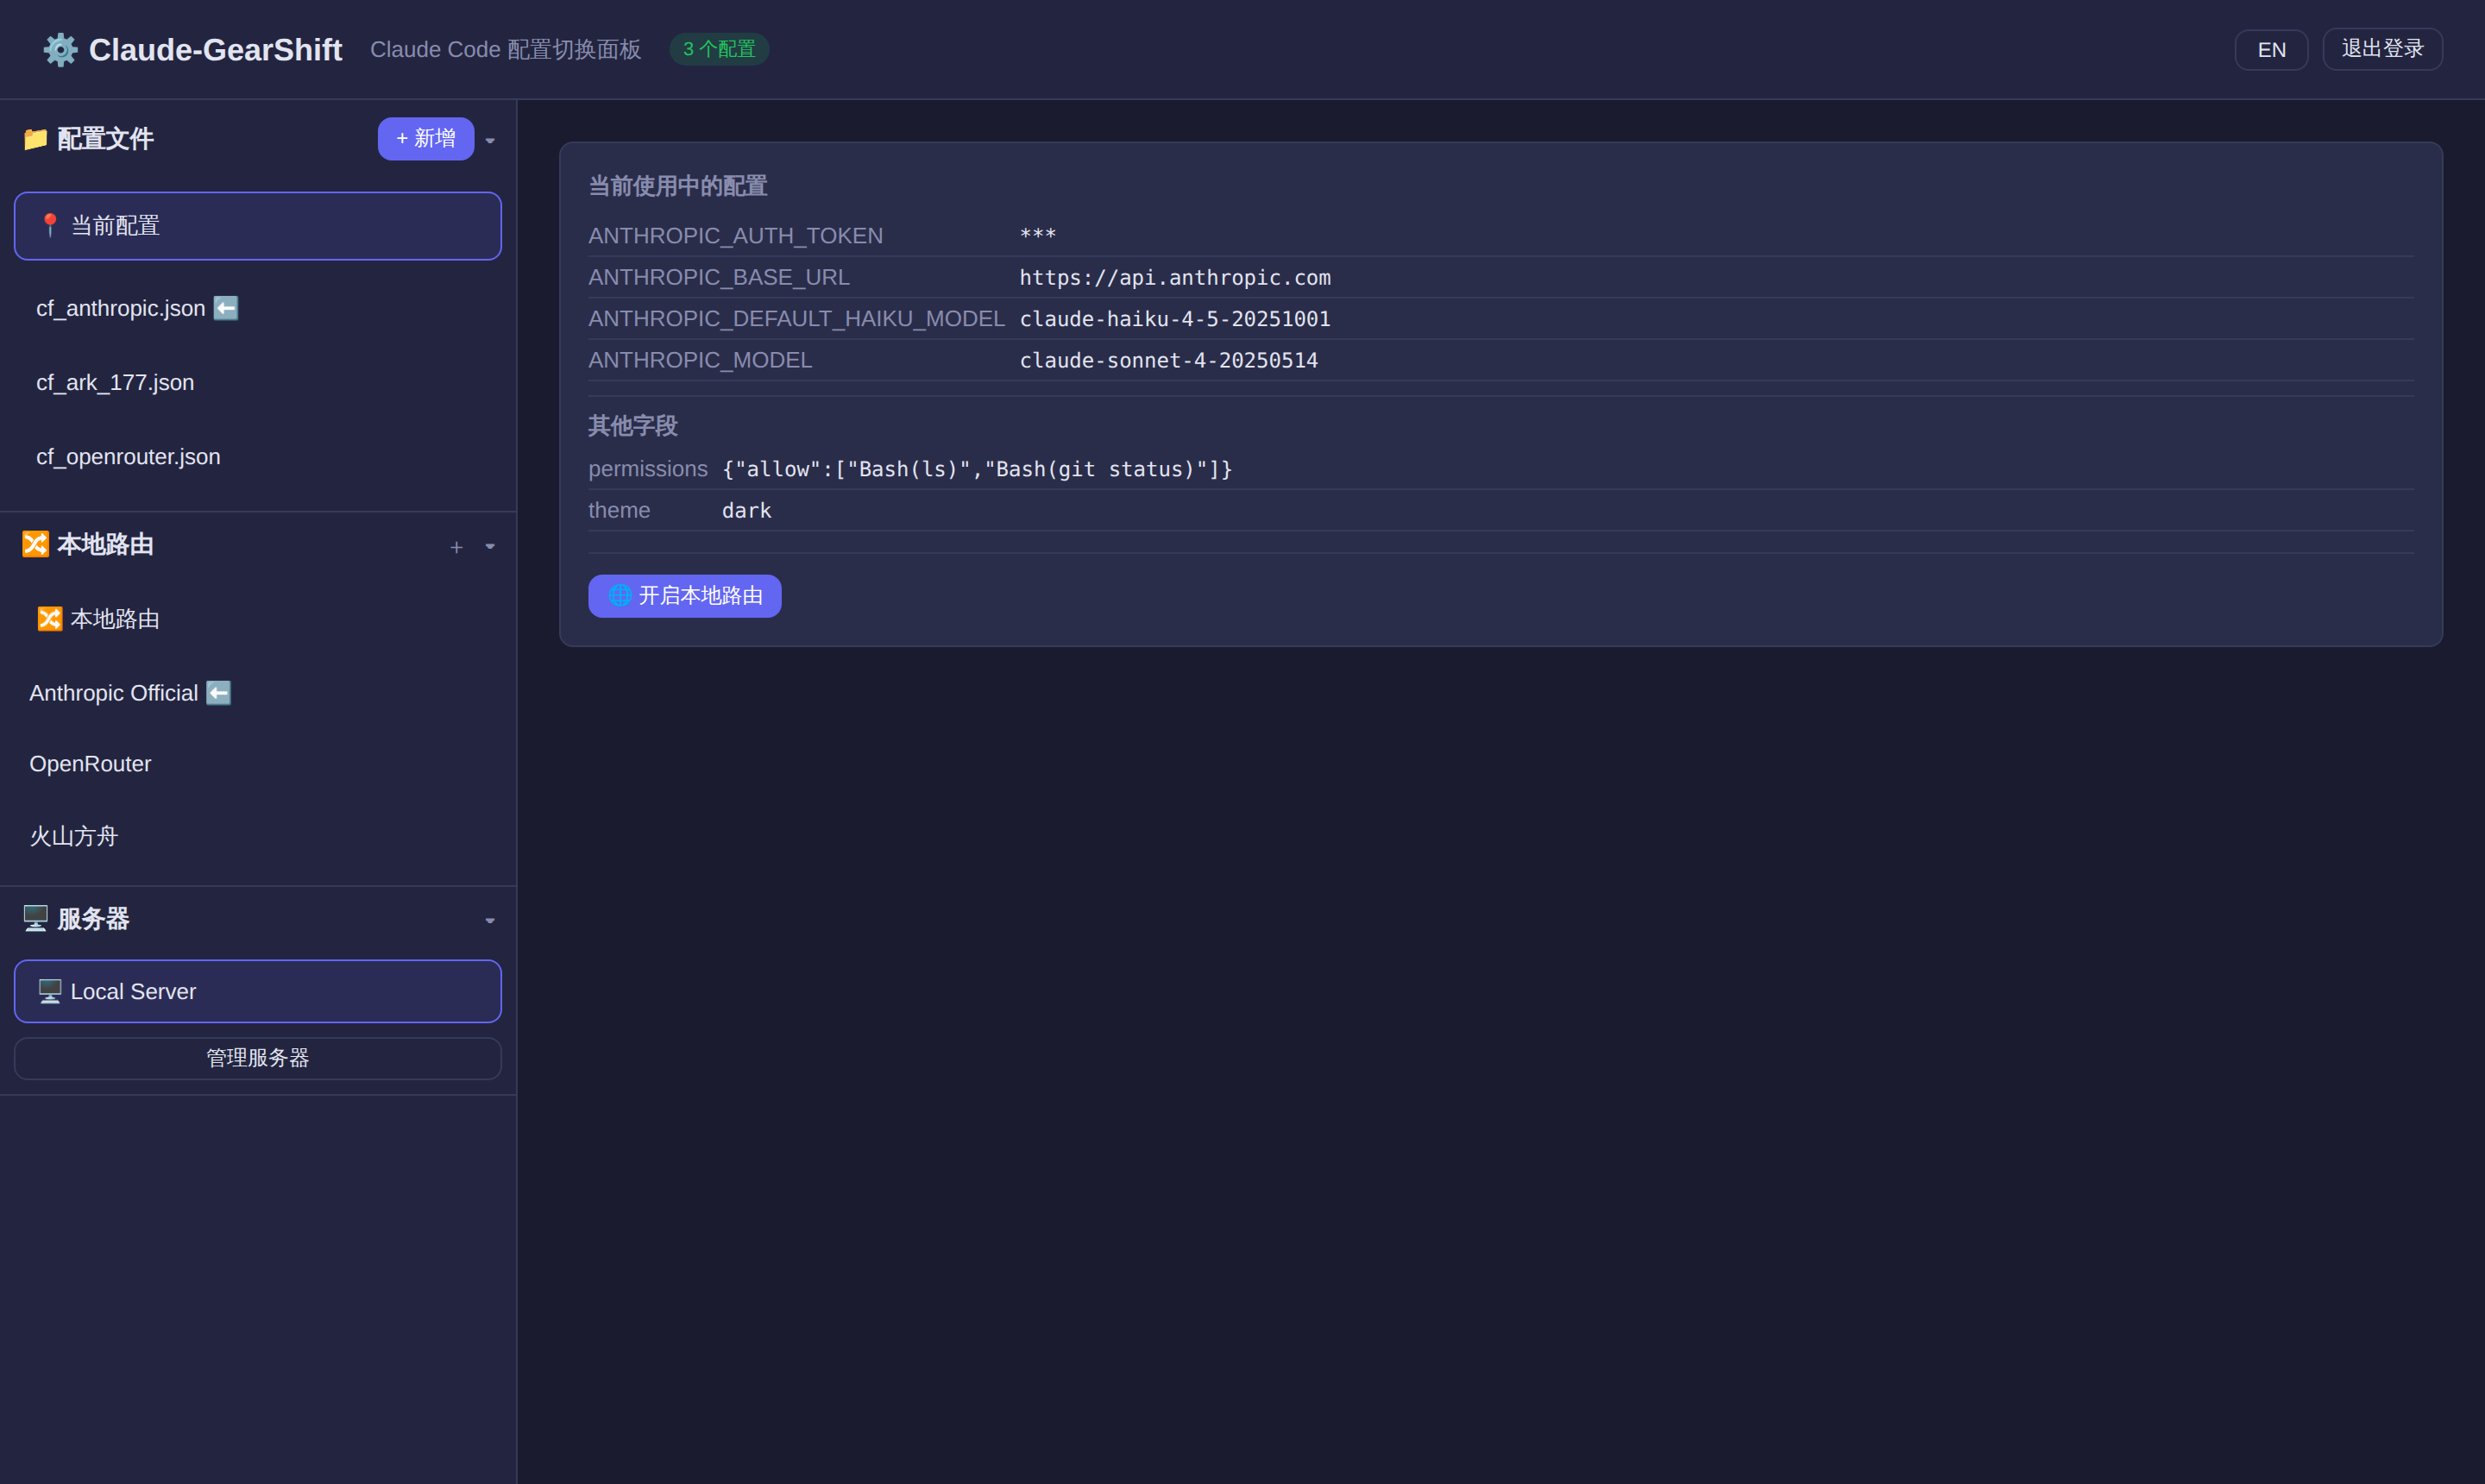 ⚙️ Claude-GearShift Claude Code 配置切换面板 3 个配置 EN 退出登录
📁 配置文件 + 新增
📍 当前配置
cf_anthropic.json ⬅️
cf_ark_177.json
cf_openrouter.json
🔀 本地路由 +
🔀 本地路由
Anthropic Official ⬅️
OpenRouter
火山方舟
🖥️ 服务器
🖥️ Local Server
管理服务器
当前使用中的配置
ANTHROPIC_AUTH_TOKEN ***
ANTHROPIC_BASE_URL https://api.anthropic.com
ANTHROPIC_DEFAULT_HAIKU_MODEL claude-haiku-4-5-20251001
ANTHROPIC_MODEL claude-sonnet-4-20250514
其他字段
permissions {"allow":["Bash(ls)","Bash(git status)"]}
theme dark
🌐 开启本地路由